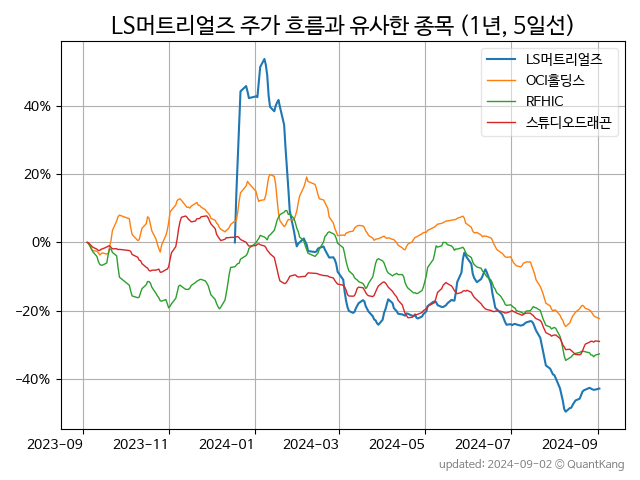 LS머트리얼즈 주가 흐름과 유사한 종목 (1년, 5일선)
LS머트리얼즈
OCI홀딩스
RFHIC
스튜디오드래곤
40%
20%
0%
−20%
−40%
2023-09 2023-11 2024-01 2024-03 2024-05 2024-07 2024-09
updated: 2024-09-02 © QuantKang